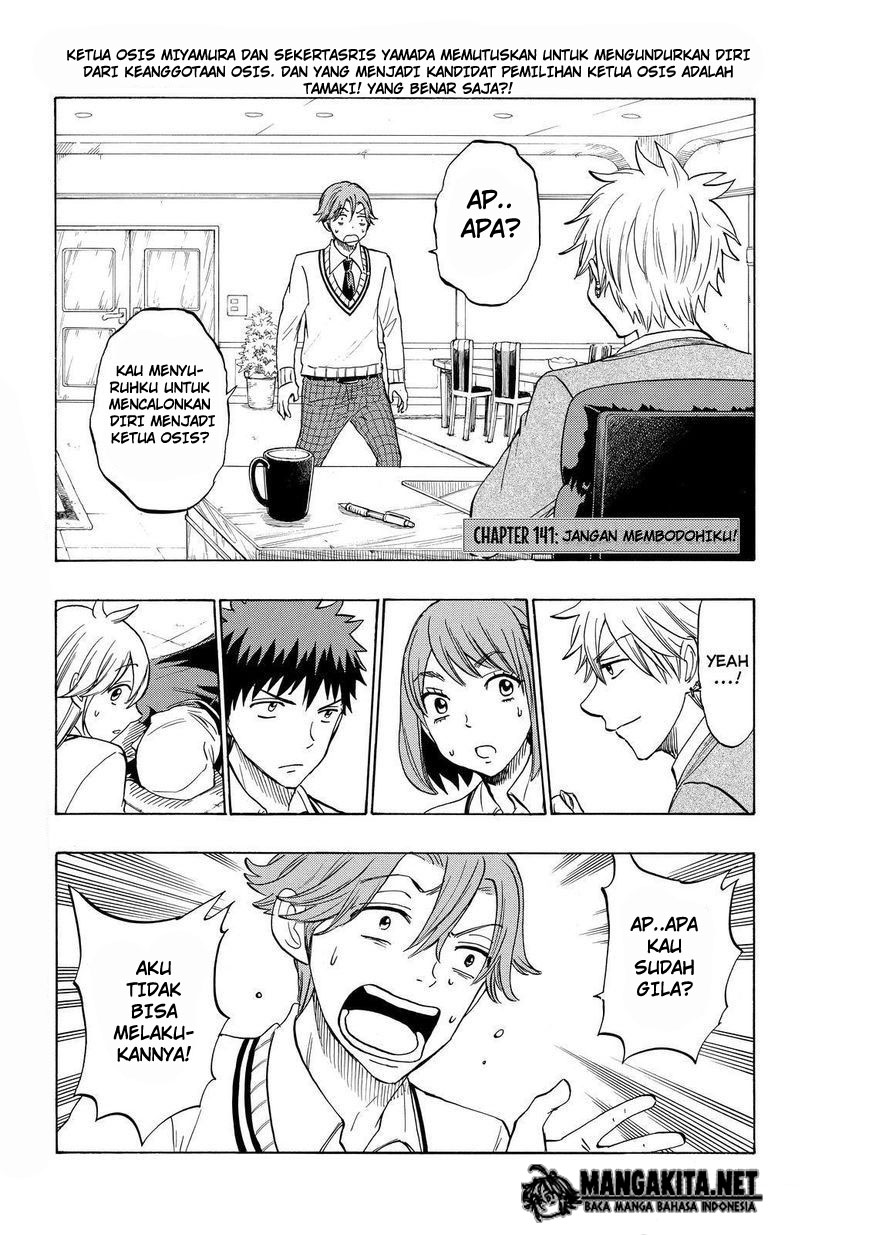 KETUA OSIS MIYAMURA DAN SEKERTASRIS YAMADA MEMUTUSKAN UNTUK MENGUNDURKAN DIRI
DARI KEANGGOTAAN OSIS. DAN YANG MENJADI KANDIDAT PEMILIHAN KETUA OSIS ADALAH
TAMAKI! YANG BENAR SAJA?!
AP..
APA?
KAU MENYU-
RUHKU UNTUK
MENCALONKAN
DIRI MENJADI
KETUA OSIS?
CHAPTER 141: JANGAN MEMBODOHIKU!
YEAH
...!
AP..APA
KAU
SUDAH
GILA?
AKU
TIDAK
BISA
MELAKU-
KANNYA!
MANGAKITA.NET
BACA MANGA BAHASA INDONESIA